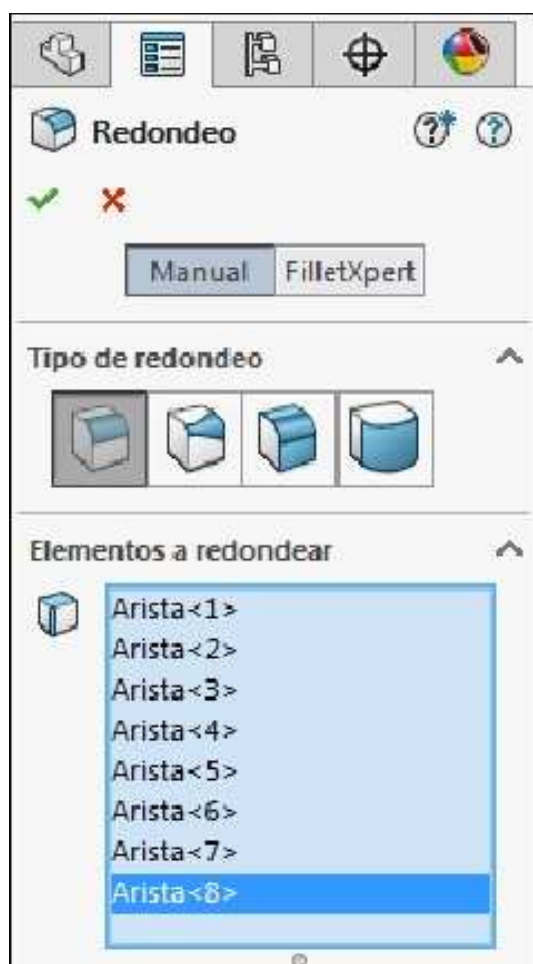 Redondeo
Manual FilletXpert
Tipo de redondeo
Elementos a redondear
Arista<1>
Arista<2>
Arista<3>
Arista<4>
Arista<5>
Arista<6>
Arista<7>
Arista<8>